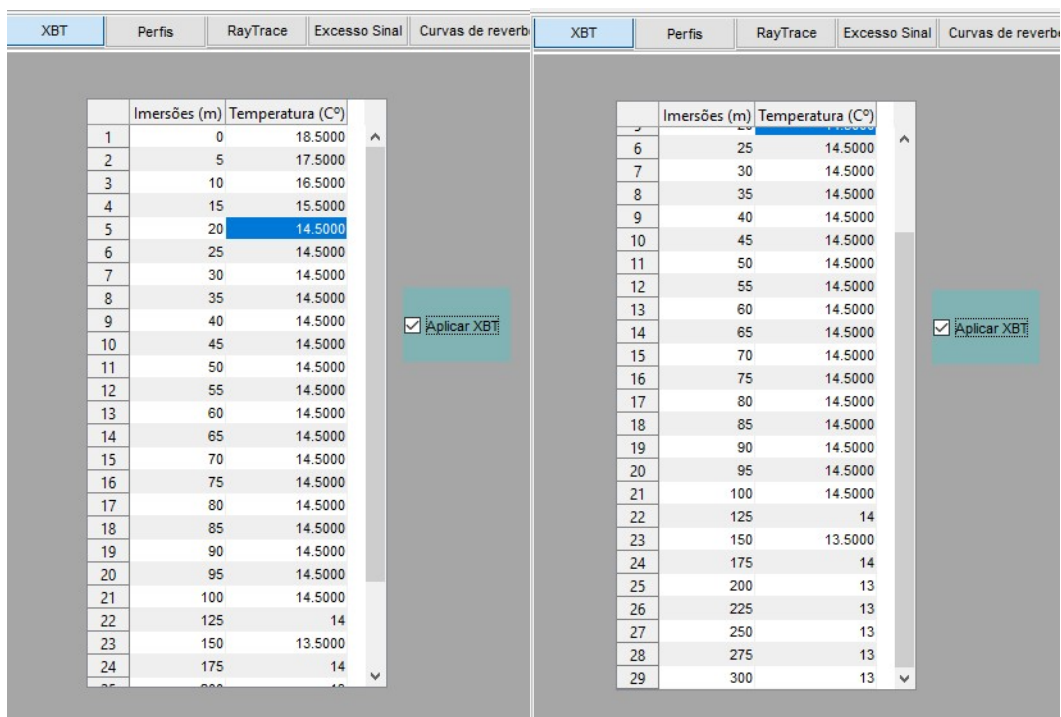 XBT Perfis RayTrace Excesso Sinal Curvas de reverb
Imersões (m) Temperatura (Cº)
1 0 18.5000
2 5 17.5000
3 10 16.5000
4 15 15.5000
5 20 14.5000
6 25 14.5000
7 30 14.5000
8 35 14.5000
9 40 14.5000
10 45 14.5000
11 50 14.5000
12 55 14.5000
13 60 14.5000
14 65 14.5000
15 70 14.5000
16 75 14.5000
17 80 14.5000
18 85 14.5000
19 90 14.5000
20 95 14.5000
21 100 14.5000
22 125 14
23 150 13.5000
24 175 14
Aplicar XBT
XBT Perfis RayTrace Excesso Sinal Curvas de reverbe
Imersões (m) Temperatura (Cº)
6 25 14.5000
7 30 14.5000
8 35 14.5000
9 40 14.5000
10 45 14.5000
11 50 14.5000
12 55 14.5000
13 60 14.5000
14 65 14.5000
15 70 14.5000
16 75 14.5000
17 80 14.5000
18 85 14.5000
19 90 14.5000
20 95 14.5000
21 100 14.5000
22 125 14
23 150 13.5000
24 175 14
25 200 13
26 225 13
27 250 13
28 275 13
29 300 13
Aplicar XBT